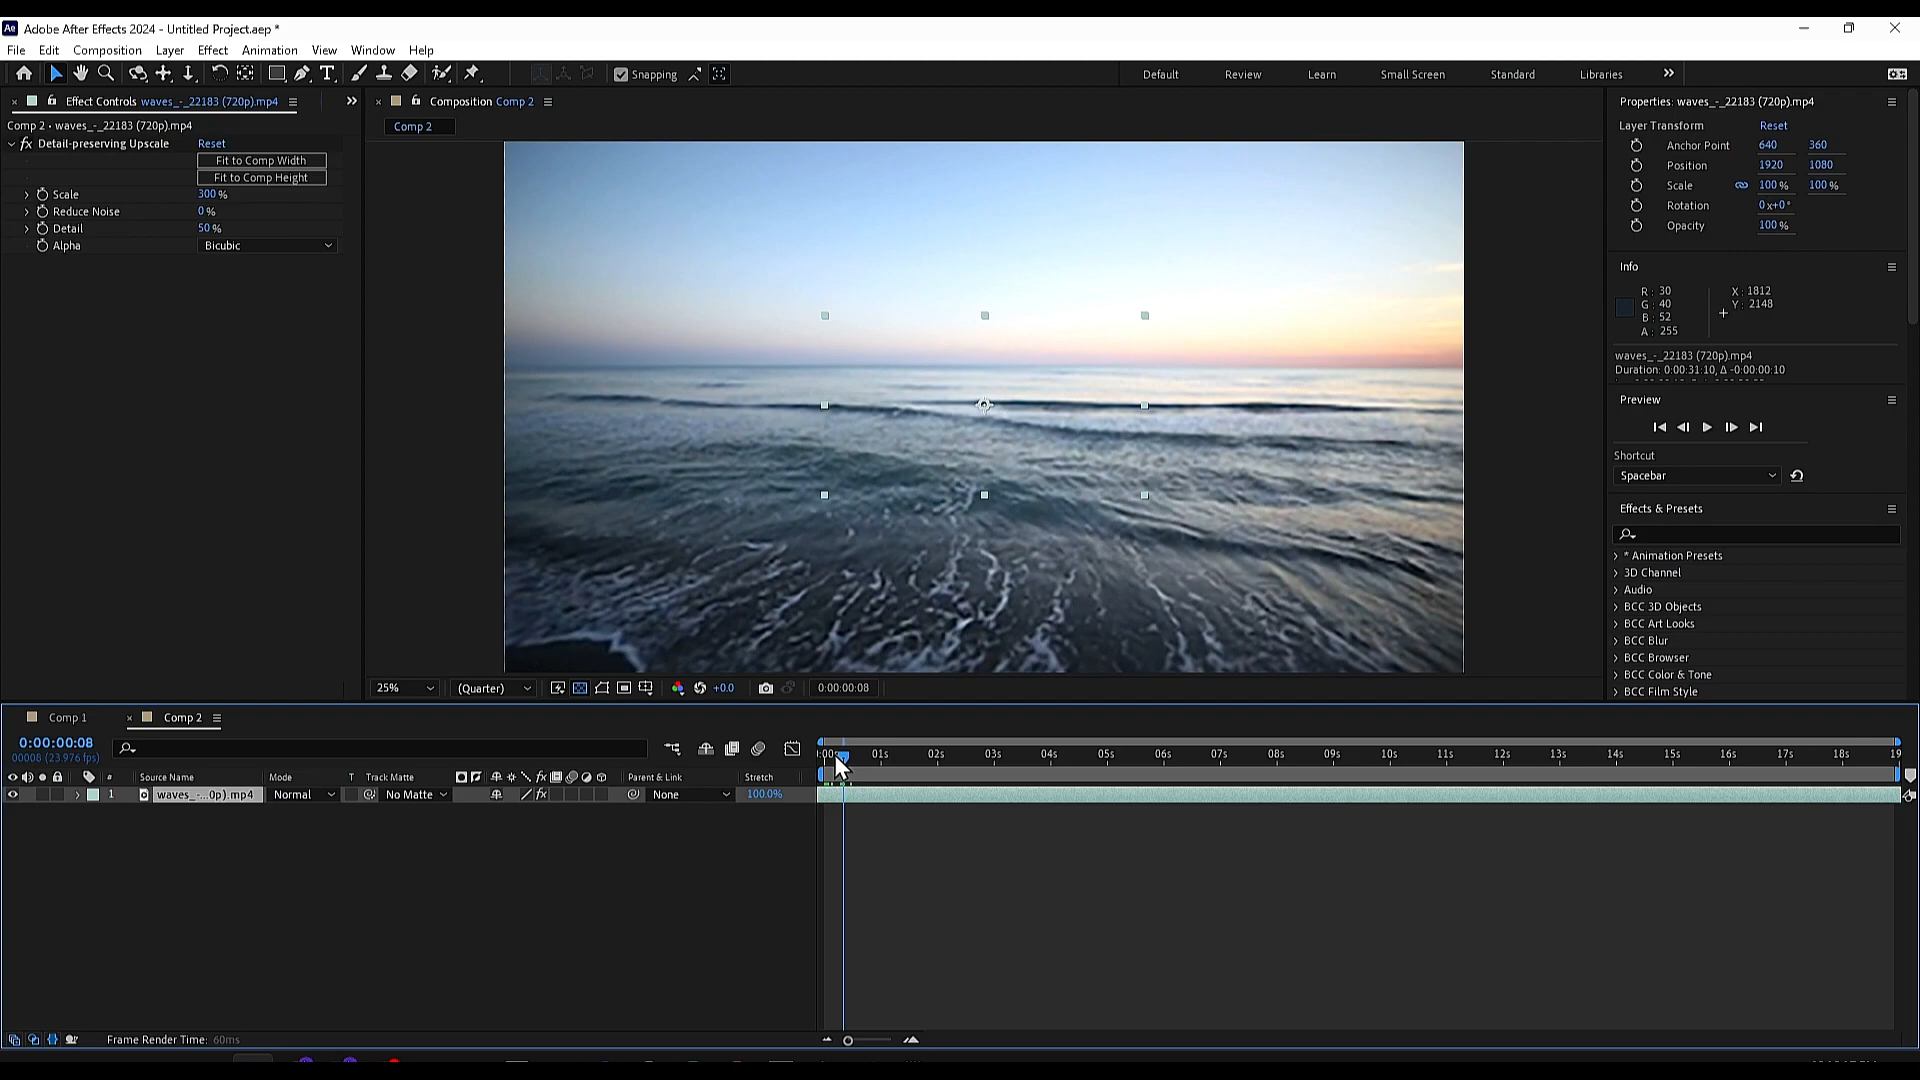 Ae Adobe After Effects 2024 - Untitled Project.aep *
File Edit Composition Layer Effect Animation View Window Help
Snapping Default Review Learn Small Screen Standard Libraries
Effect Controls waves_-_22183 (720p).mp4
Comp 2 • waves_-_22183 (720p).mp4
fx Detail-preserving Upscale Reset
Fit to Comp Width
Fit to Comp Height
Scale 300 %
Reduce Noise 0 %
Detail 50 %
Alpha Bicubic
Composition Comp 2
Comp 2
25% (Quarter) +0.0 0:00:00:08
Properties: waves_-_22183 (720p).mp4
Layer Transform Reset
Anchor Point 640 360
Position 1920 1080
Scale 100 % 100 %
Rotation 0 x+0 °
Opacity 100 %
Info
R : 30 X : 1812
G : 40 Y : 2148
B : 52
A : 255
waves_-_22183 (720p).mp4
Duration: 0:00:31:10, Δ -0:00:00:10
Preview
Shortcut
Spacebar
Effects & Presets
* Animation Presets
3D Channel
Audio
BCC 3D Objects
BCC Art Looks
BCC Blur
BCC Browser
BCC Color & Tone
BCC Film Style
Comp 1 Comp 2
0:00:00:08
00008 (23.976 fps)
01s 02s 03s 04s 05s 06s 07s 08s 09s 10s 11s 12s 13s 14s 15s 16s 17s 18s 19
# Source Name Mode T Track Matte fx Parent & Link Stretch
1 waves_-...0p).mp4 Normal No Matte fx None 100.0%
Frame Render Time: 60ms